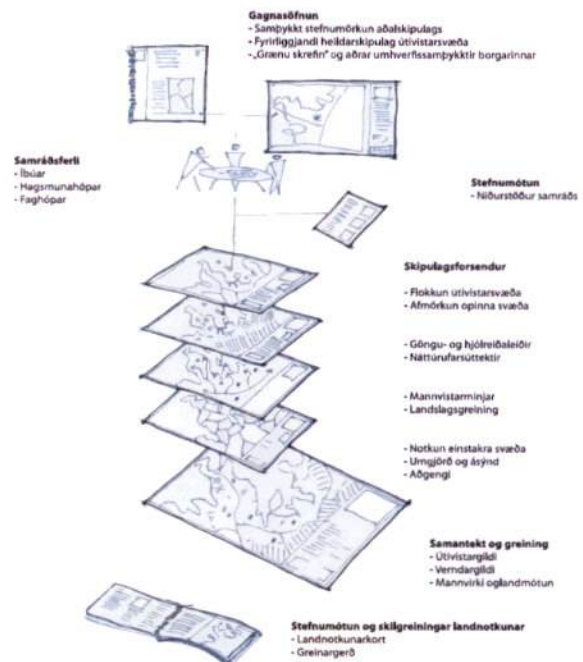 Gagnasöfnun
- Samþykkt stefnumörkun aðalskipulags
- Fyrirliggjandi heildarskipulag útivistarsvæða
- „Grænu skrefin" og aðrar umhverfissamþykktir borgarinnar
Samráðsferli
- Íbúar
- Hagsmunahópar
- Faghópar
Stefnumótun
- Niðurstöður samráðs
Skipulagsforsendur
- Flokkun útivistarsvæða
- Afmörkun opinna svæða
- Göngu- og hjólreiðaleiðir
- Náttúrufarsúttektir
- Mannvistarminjar
- Landslagsgreining
- Notkun einstakra svæða
- Umgjörð og ásýnd
- Aðgengi
Samantekt og greining
- Útivistargildi
- Verndargildi
- Mannvirki oglandmótun
Stefnumótun og skilgreiningar landnotkunar
- Landnotkunarkort
- Greinargerð